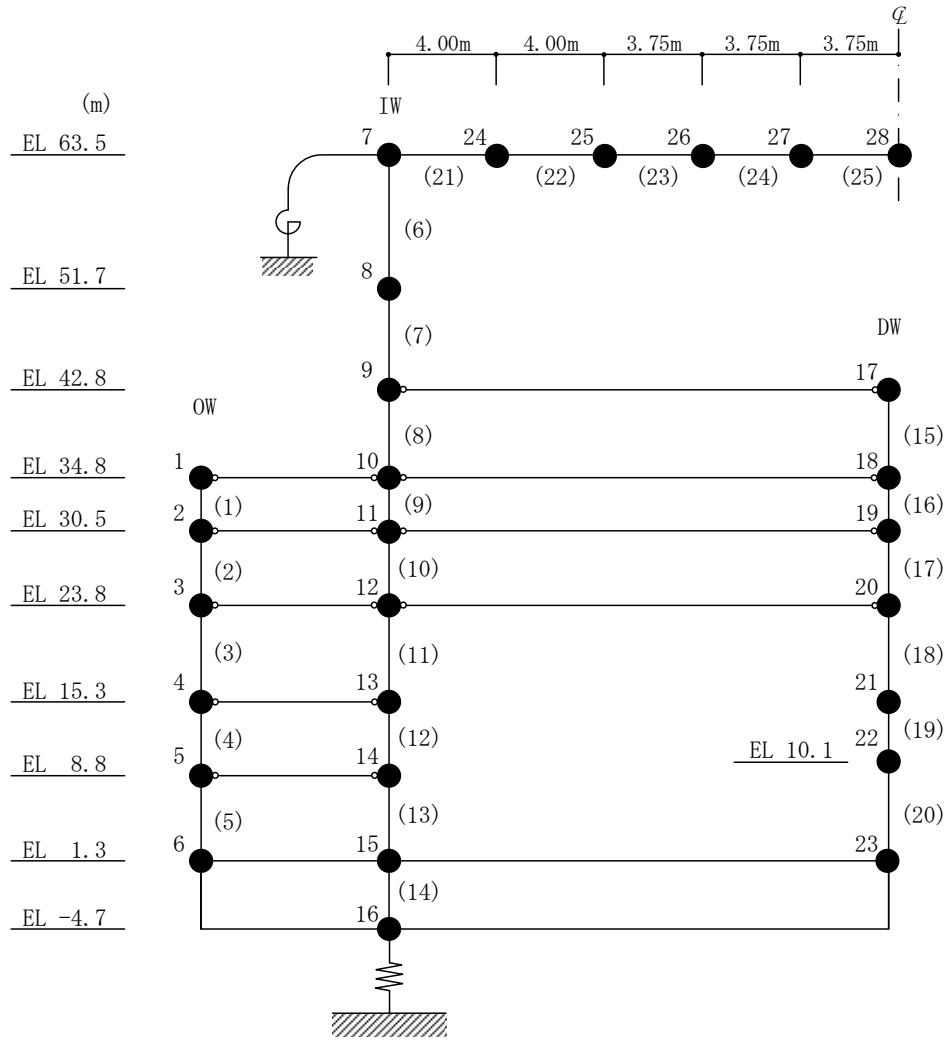 ℄
4.00m 4.00m 3.75m 3.75m 3.75m
(m)
IW
EL 63.5 7 24 25 26 27 28
(21) (22) (23) (24) (25)
(6)
EL 51.7 8
(7)
DW
EL 42.8 9 17
OW
(8) (15)
EL 34.8 1 10 18
(1) (9) (16)
EL 30.5 2 11 19
(2) (10) (17)
EL 23.8 3 12 20
(3) (11) (18)
EL 15.3 4 13 21
(4) (12) (19)
EL 10.1 22
EL 8.8 5 14
(5) (13) (20)
EL 1.3 6 15 23
(14)
EL -4.7 16